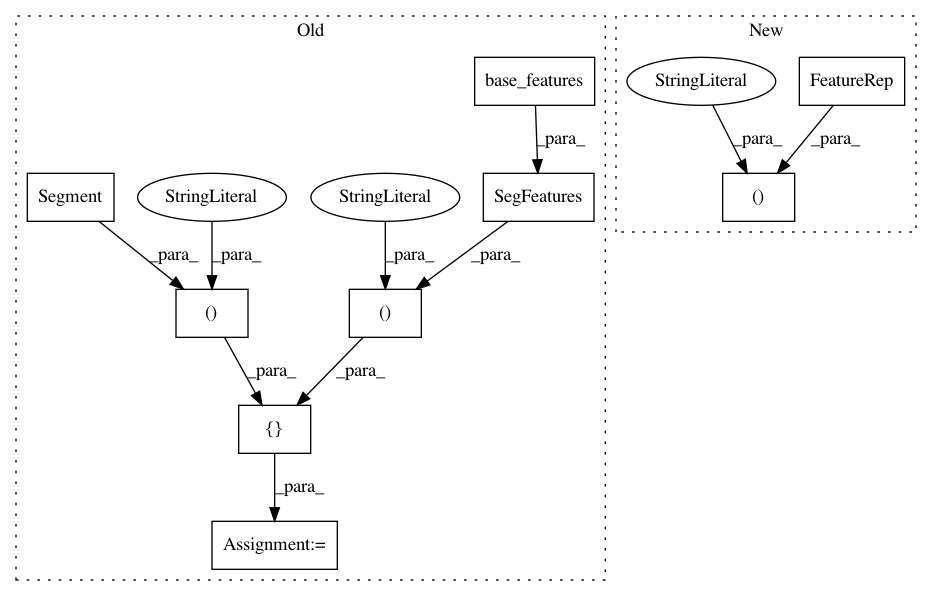 Old
New
base_features
StringLiteral
FeatureRep
_para_
_para_
_para_
Segment
StringLiteral
StringLiteral
SegFeatures
()
_para_
_para_
_para_
_para_
()
()
_para_
_para_
{}
_para_
Assignment:=